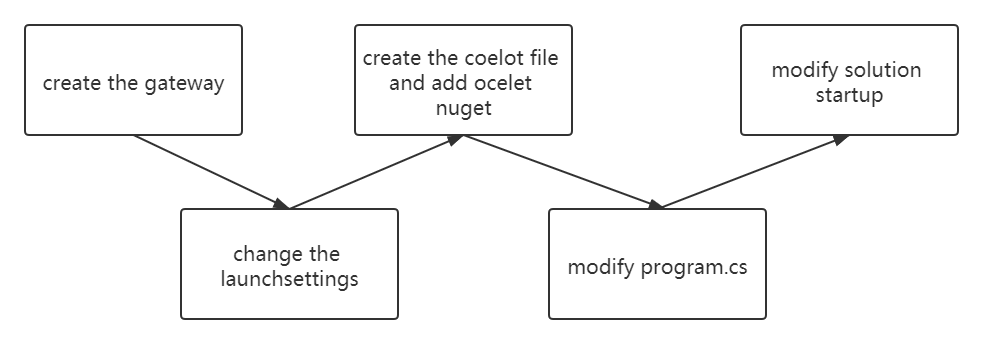 create the gateway
change the
launchsettings
create the coelot file
and add ocelet
nuget
modify program.cs
modify solution
startup